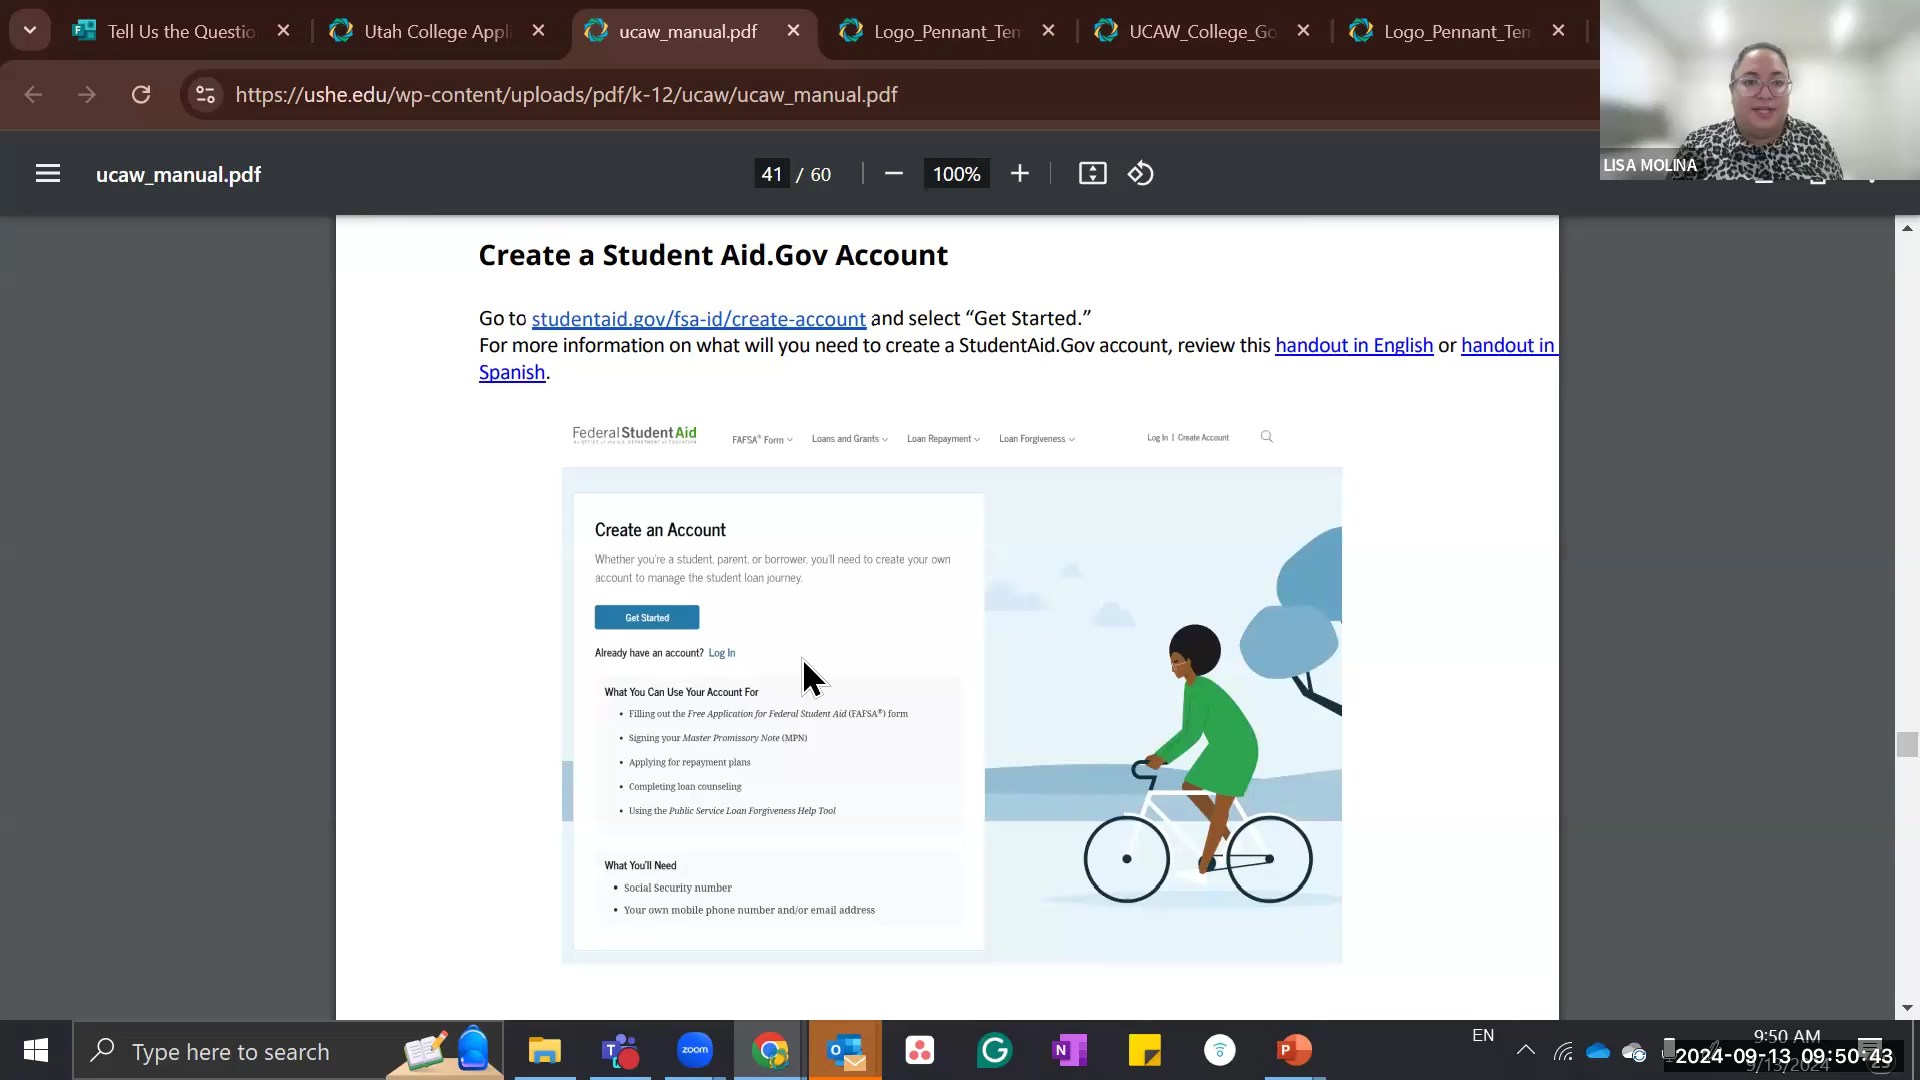 Tell Us the Questio
Utah College Appl
ucaw_manual.pdf
Logo_Pennant_Tem
UCAW_College_Go
Logo_Pennant_Tem
https://ushe.edu/wp-content/uploads/pdf/k-12/ucaw/ucaw_manual.pdf
LISA MOLINA
ucaw_manual.pdf
41 / 60
100%
Create a Student Aid.Gov Account
Go to studentaid.gov/fsa-id/create-account and select “Get Started.”
For more information on what will you need to create a StudentAid.Gov account, review this handout in English or handout in
Spanish.
Federal Student Aid
FAFSA® Form
Loans and Grants
Loan Repayment
Loan Forgiveness
Log In | Create Account
Create an Account
Whether you're a student, parent, or borrower, you'll need to create your own
account to manage the student loan journey.
Get Started
Already have an account? Log In
What You Can Use Your Account For
• Filling out the Free Application for Federal Student Aid (FAFSA®) form
• Signing your Master Promissory Note (MPN)
• Applying for repayment plans
• Completing loan counseling
• Using the Public Service Loan Forgiveness Help Tool
What You'll Need
• Social Security number
• Your own mobile phone number and/or email address
Type here to search
zoom
EN
9:50 AM
9/13/2024
2024-09-13 09:50:43